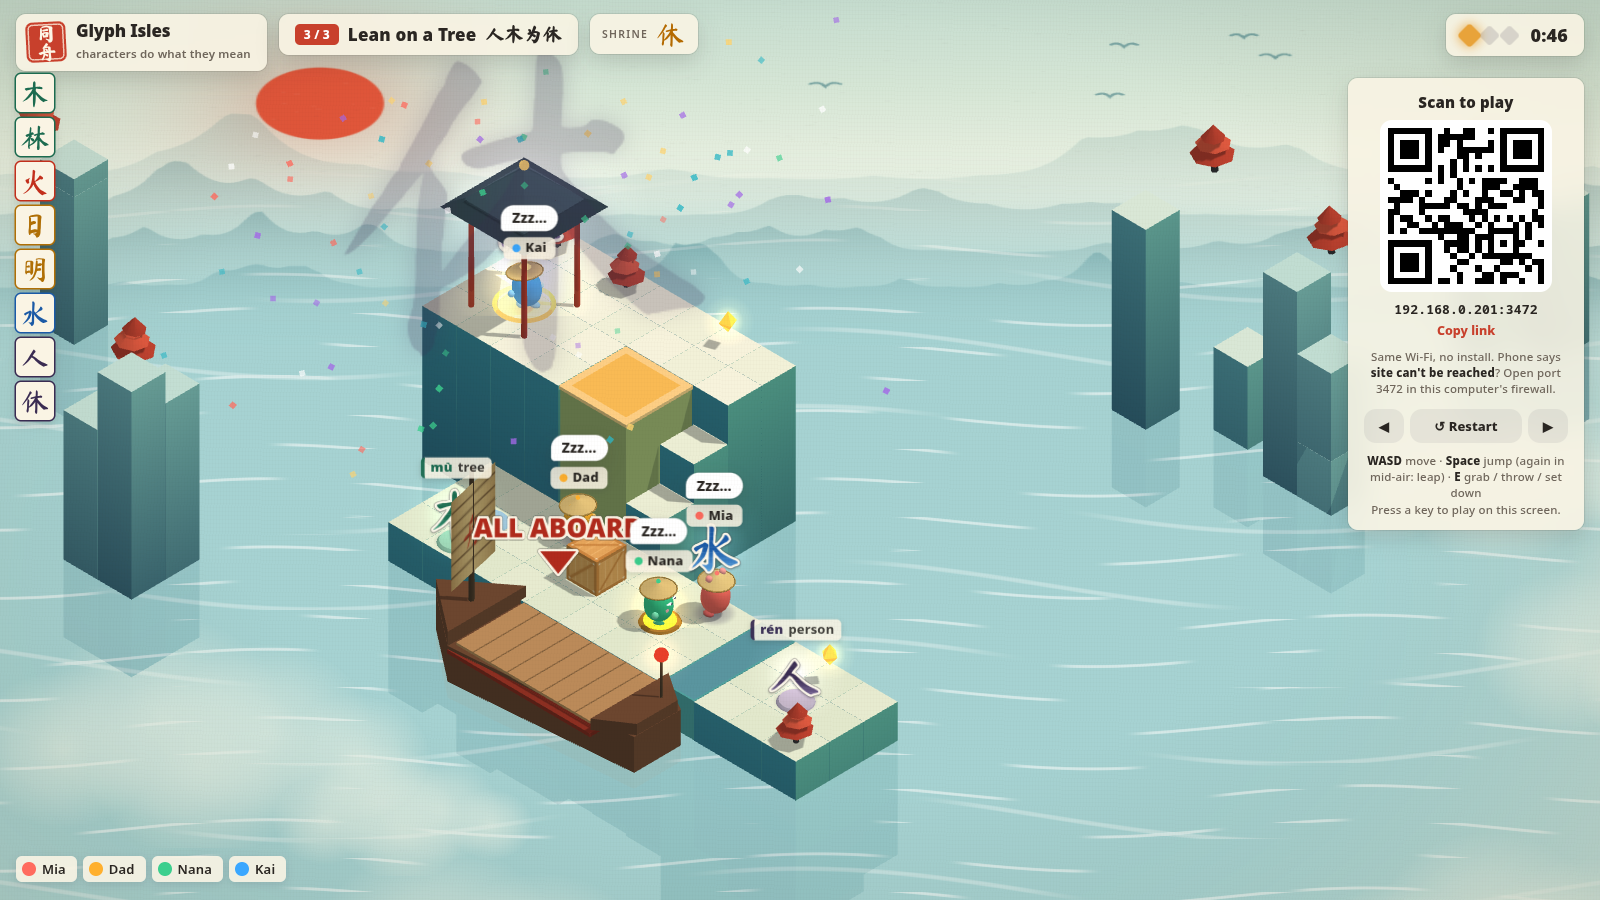 同舟
Glyph Isles
characters do what they mean
3 / 3 Lean on a Tree 人木为休
SHRINE 休
0:46
木
林
火
日
明
水
人
休
休
Zzz...
Kai
Zzz...
Dad
mù tree
木
Zzz...
Mia
ALL ABOAR
Zzz...
Nana
水
rén person
人
Scan to play
192.168.0.201:3472
Copy link
Same Wi-Fi, no install. Phone says
site can't be reached? Open port
3472 in this computer's firewall.
◀ ↺ Restart ▶
WASD move · Space jump (again in
mid-air: leap) · E grab / throw / set
down
Press a key to play on this screen.
Mia Dad Nana Kai